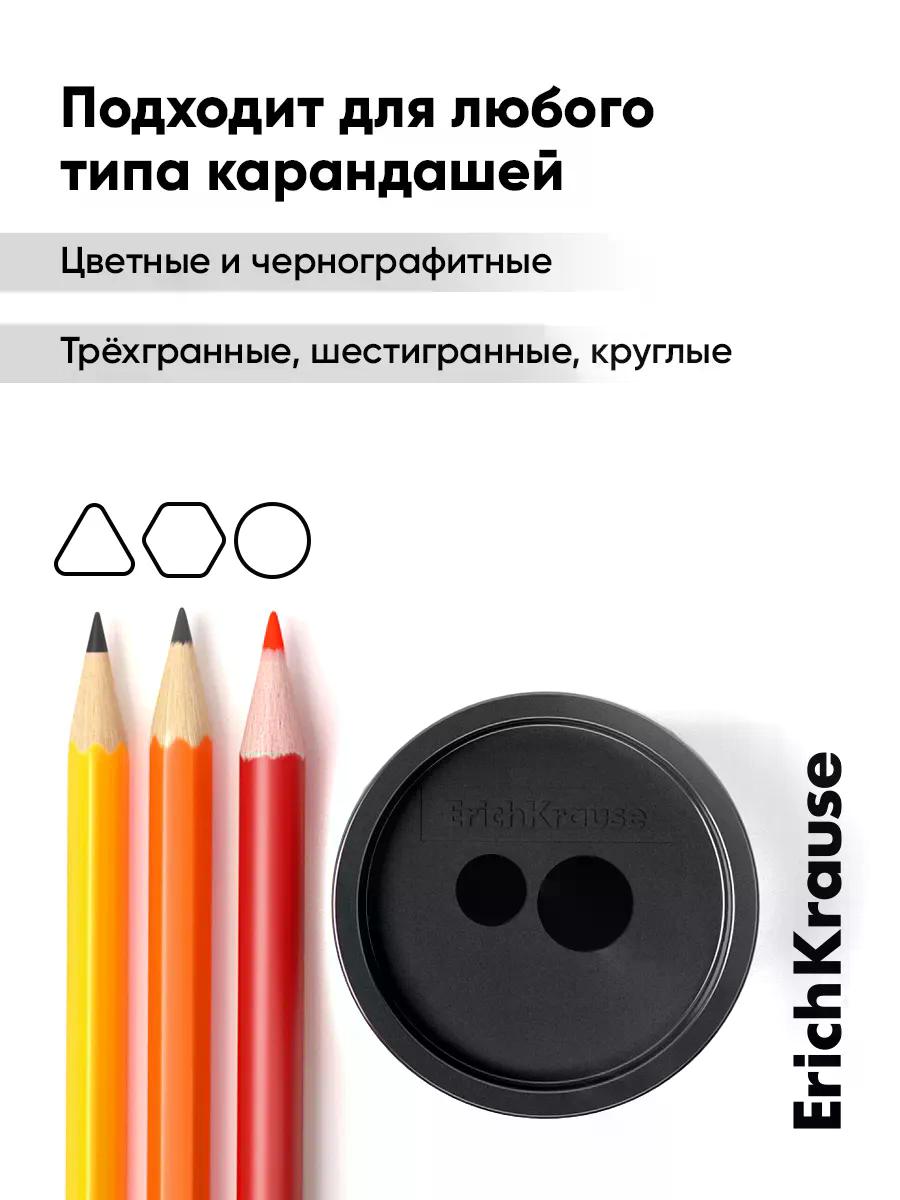 Подходит для любого
типа карандашей
Цветные и чернографитные
Трёхгранные, шестигранные, круглые
ErichKrause
ErichKrause